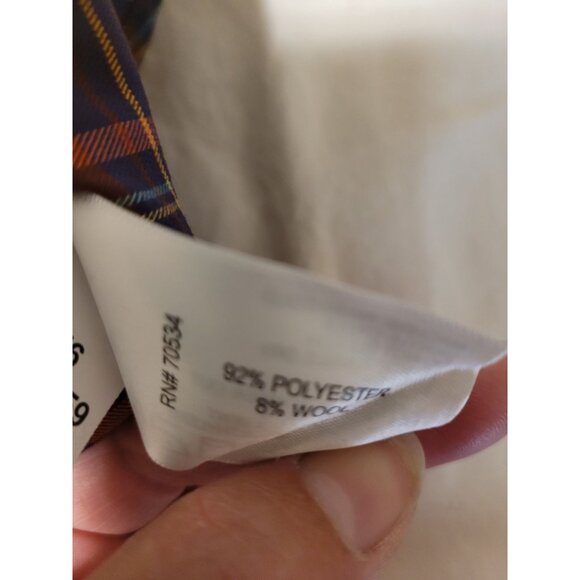 RN# 70534
92% POLYESTER
8% WOOL